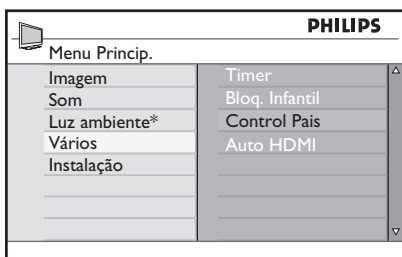 PHILIPS
Menu Princip.
Imagem
Som
Luz ambiente*
Vários
Instalação
Timer
Bloq. Infantil
Control Pais
Auto HDMI